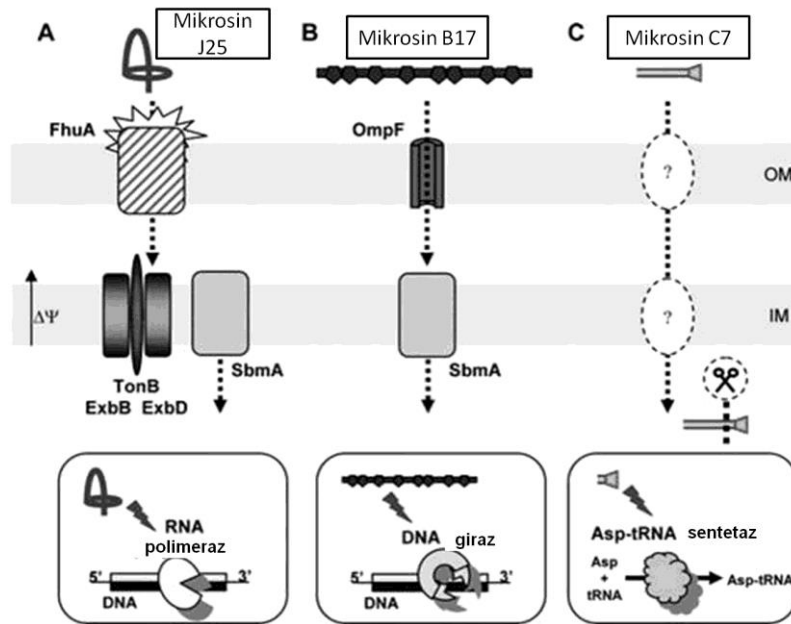 A
Mikrosin
J25
B
Mikrosin B17
C
Mikrosin C7
FhuA
OmpF
?
OM
ΔΨ
?
IM
TonB
ExbB ExbD
SbmA
SbmA
RNA
polimeraz
5' 3'
DNA
DNA giraz
5' 3'
DNA
Asp-tRNA sentetaz
Asp
+
tRNA
Asp-tRNA